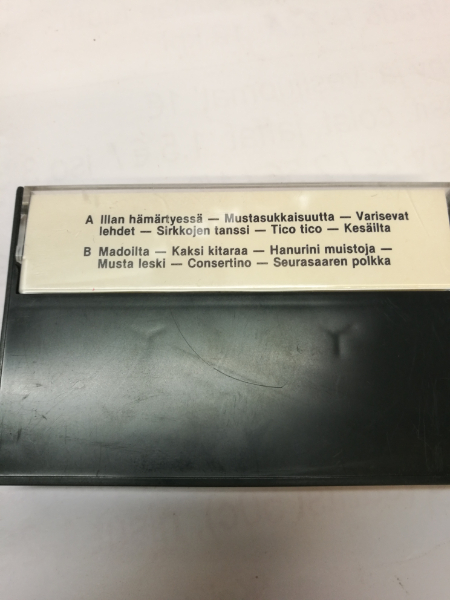 A Illan hämärtyessä — Mustasukkaisuutta — Varisevat
lehdet — Sirkkojen tanssi — Tico tico — Kesäilta
B Madoilta — Kaksi kitaraa — Hanurini muistoja —
Musta leski — Consertino — Seurasaaren polkka